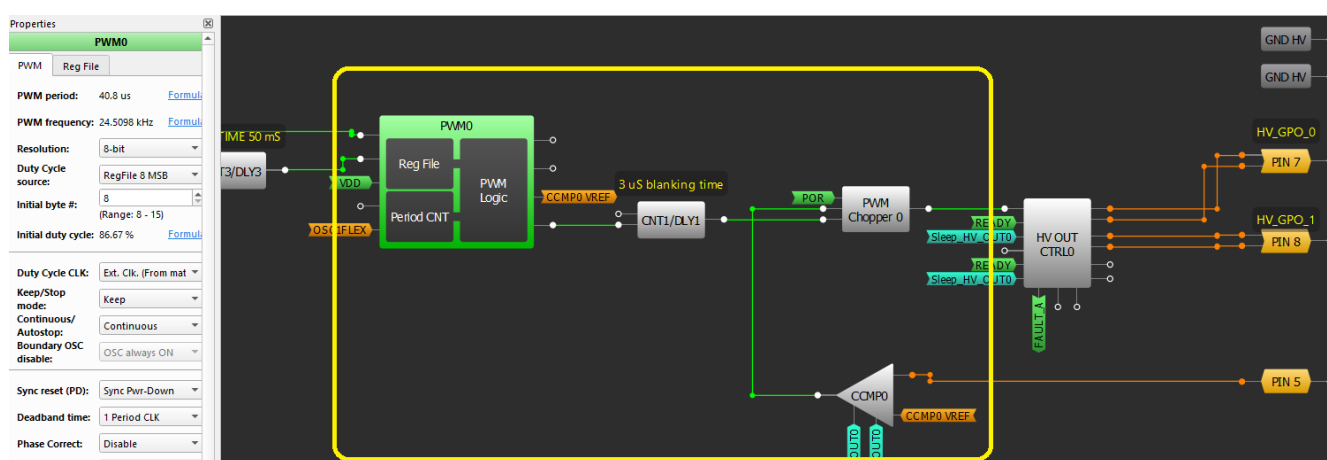 Properties
PWM0
PWM
Reg File
PWM period: 40.8 us Formula
PWM frequency: 24.5098 kHz Formula
Resolution: 8-bit
Duty Cycle source: RegFile 8 MSB
Initial byte #: 8
(Range: 8 - 15)
Initial duty cycle: 86.67 % Formula
Duty Cycle CLK: Ext. Clk. (From mat
Keep/Stop mode: Keep
Continuous/ Autostop: Continuous
Boundary OSC disable: OSC always ON
Sync reset (PD): Sync Pwr-Down
Deadband time: 1 Period CLK
Phase Correct: Disable
TIME 50 mS
T3/DLY3
VDD
OSC1FLEX
PWM0
Reg File
Period CNT
PWM Logic
CCMP0 VREF
3 uS blanking time
CNT1/DLY1
POR
PWM
Chopper 0
READY
Sleep_HV_OUT0
READY
Sleep_HV_OUT0
HV OUT
CTRL0
FAULT_A
CCMP0
CCMP0 VREF
OUT0
OUT0
GND HV
GND HV
HV_GPO_0
PIN 7
HV_GPO_1
PIN 8
PIN 5